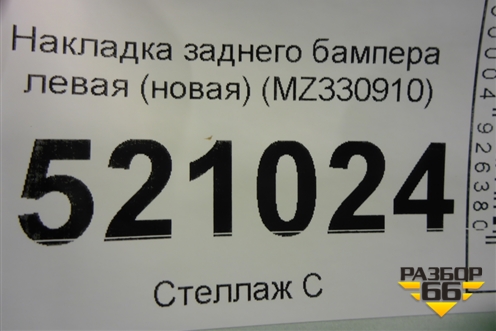 Накладка заднего бампера
левая (новая) (MZ330910)
521024
Стеллаж С
РАЗБОР
66